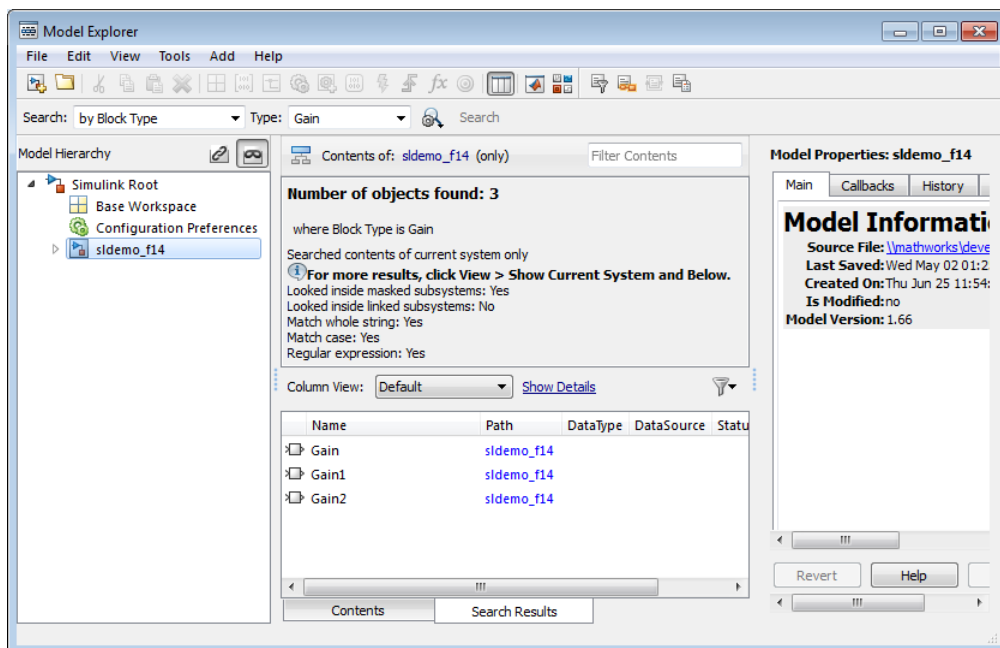 Model Explorer
File Edit View Tools Add Help
fx
Search: by Block Type Type: Gain Search
Model Hierarchy
Simulink Root
Base Workspace
Configuration Preferences
sldemo_f14
Contents of: sldemo_f14 (only) Filter Contents
Number of objects found: 3
where Block Type is Gain
Searched contents of current system only
For more results, click View > Show Current System and Below.
Looked inside masked subsystems: Yes
Looked inside linked subsystems: No
Match whole string: Yes
Match case: Yes
Regular expression: Yes
Column View: Default Show Details
Name Path DataType DataSource Statu
Gain sldemo_f14
Gain1 sldemo_f14
Gain2 sldemo_f14
Contents Search Results
Model Properties: sldemo_f14
Main Callbacks History
Model Informati
Source File: \\mathworks\deve
Last Saved: Wed May 02 01:2
Created On: Thu Jun 25 11:54:
Is Modified: no
Model Version: 1.66
Revert Help